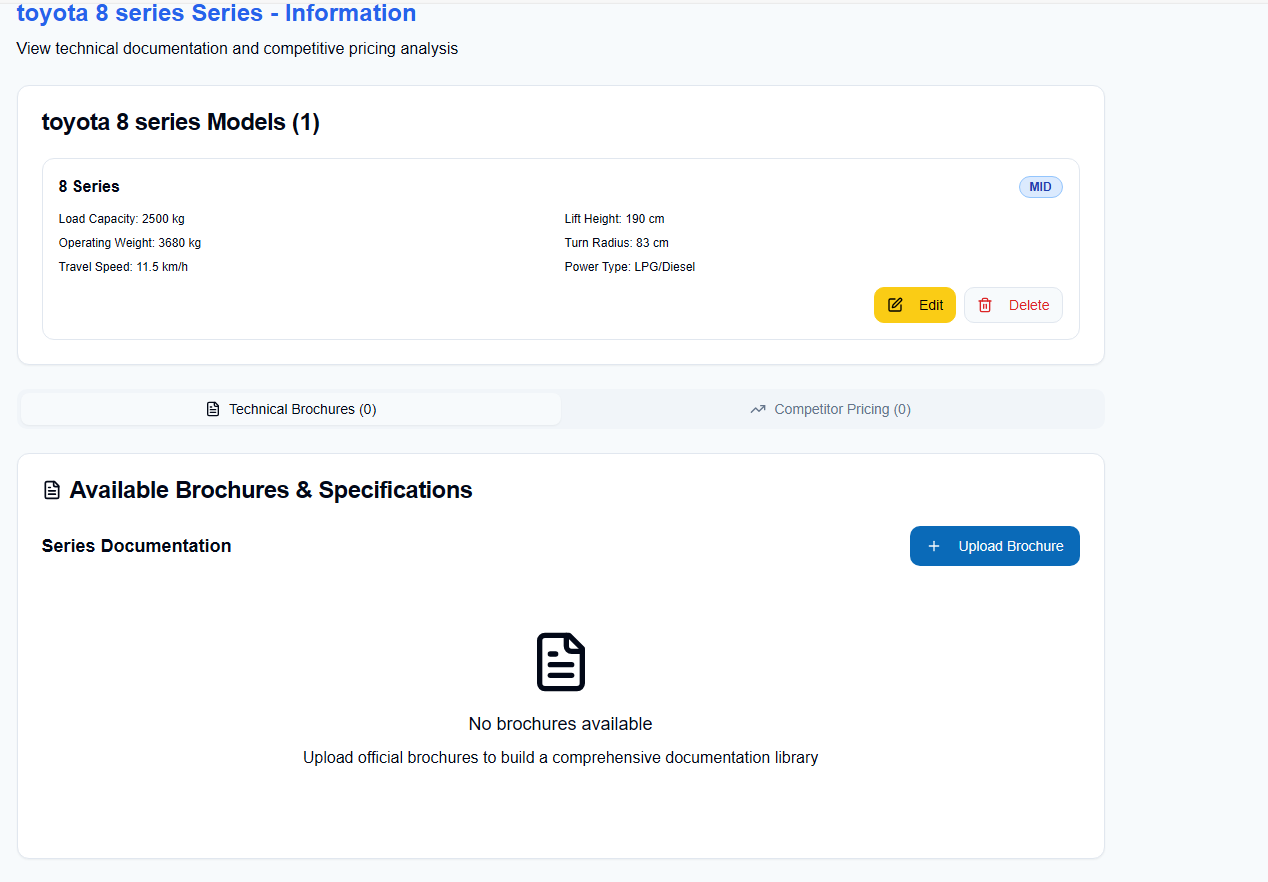 toyota 8 series Series - Information
View technical documentation and competitive pricing analysis
toyota 8 series Models (1)
8 Series
MID
Load Capacity: 2500 kg
Lift Height: 190 cm
Operating Weight: 3680 kg
Turn Radius: 83 cm
Travel Speed: 11.5 km/h
Power Type: LPG/Diesel
Edit
Delete
Technical Brochures (0)
Competitor Pricing (0)
Available Brochures & Specifications
Series Documentation
Upload Brochure
No brochures available
Upload official brochures to build a comprehensive documentation library